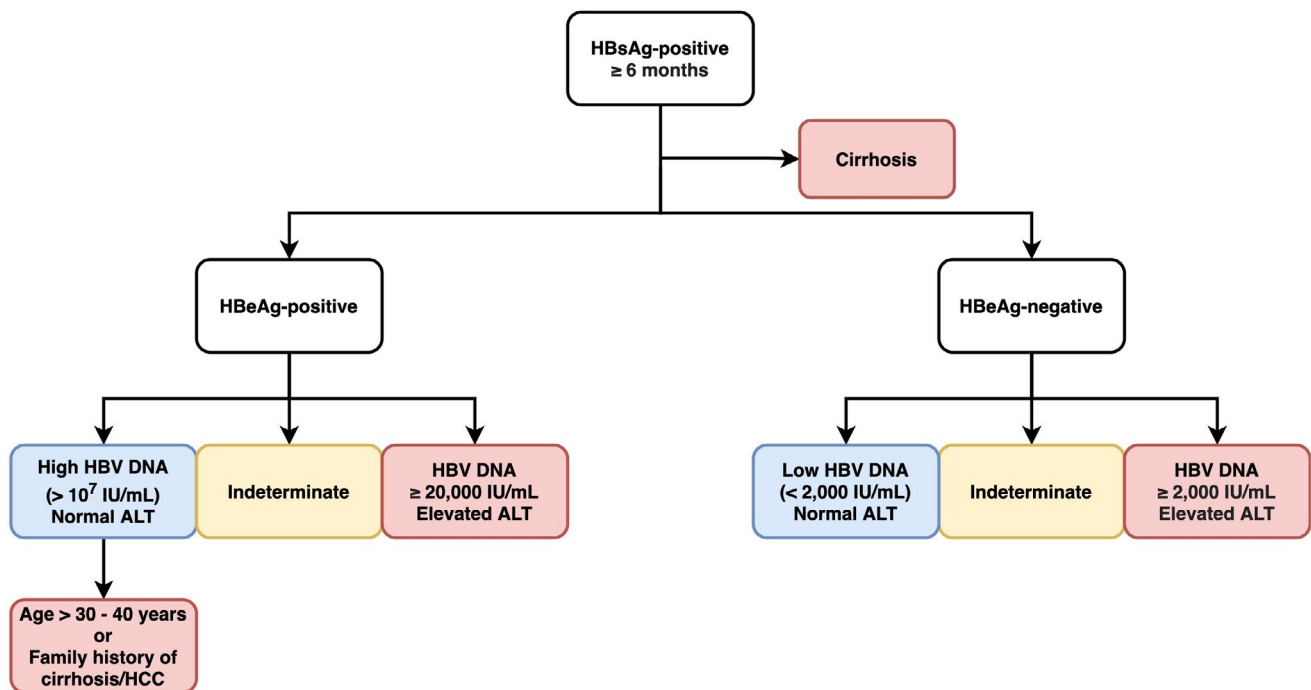 HBsAg-positive
≥ 6 months
Cirrhosis
HBeAg-positive
HBeAg-negative
High HBV DNA
(> 10⁷ IU/mL)
Normal ALT
Indeterminate
HBV DNA
≥ 20,000 IU/mL
Elevated ALT
Low HBV DNA
(< 2,000 IU/mL)
Normal ALT
Indeterminate
HBV DNA
≥ 2,000 IU/mL
Elevated ALT
Age > 30 - 40 years
or
Family history of
cirrhosis/HCC